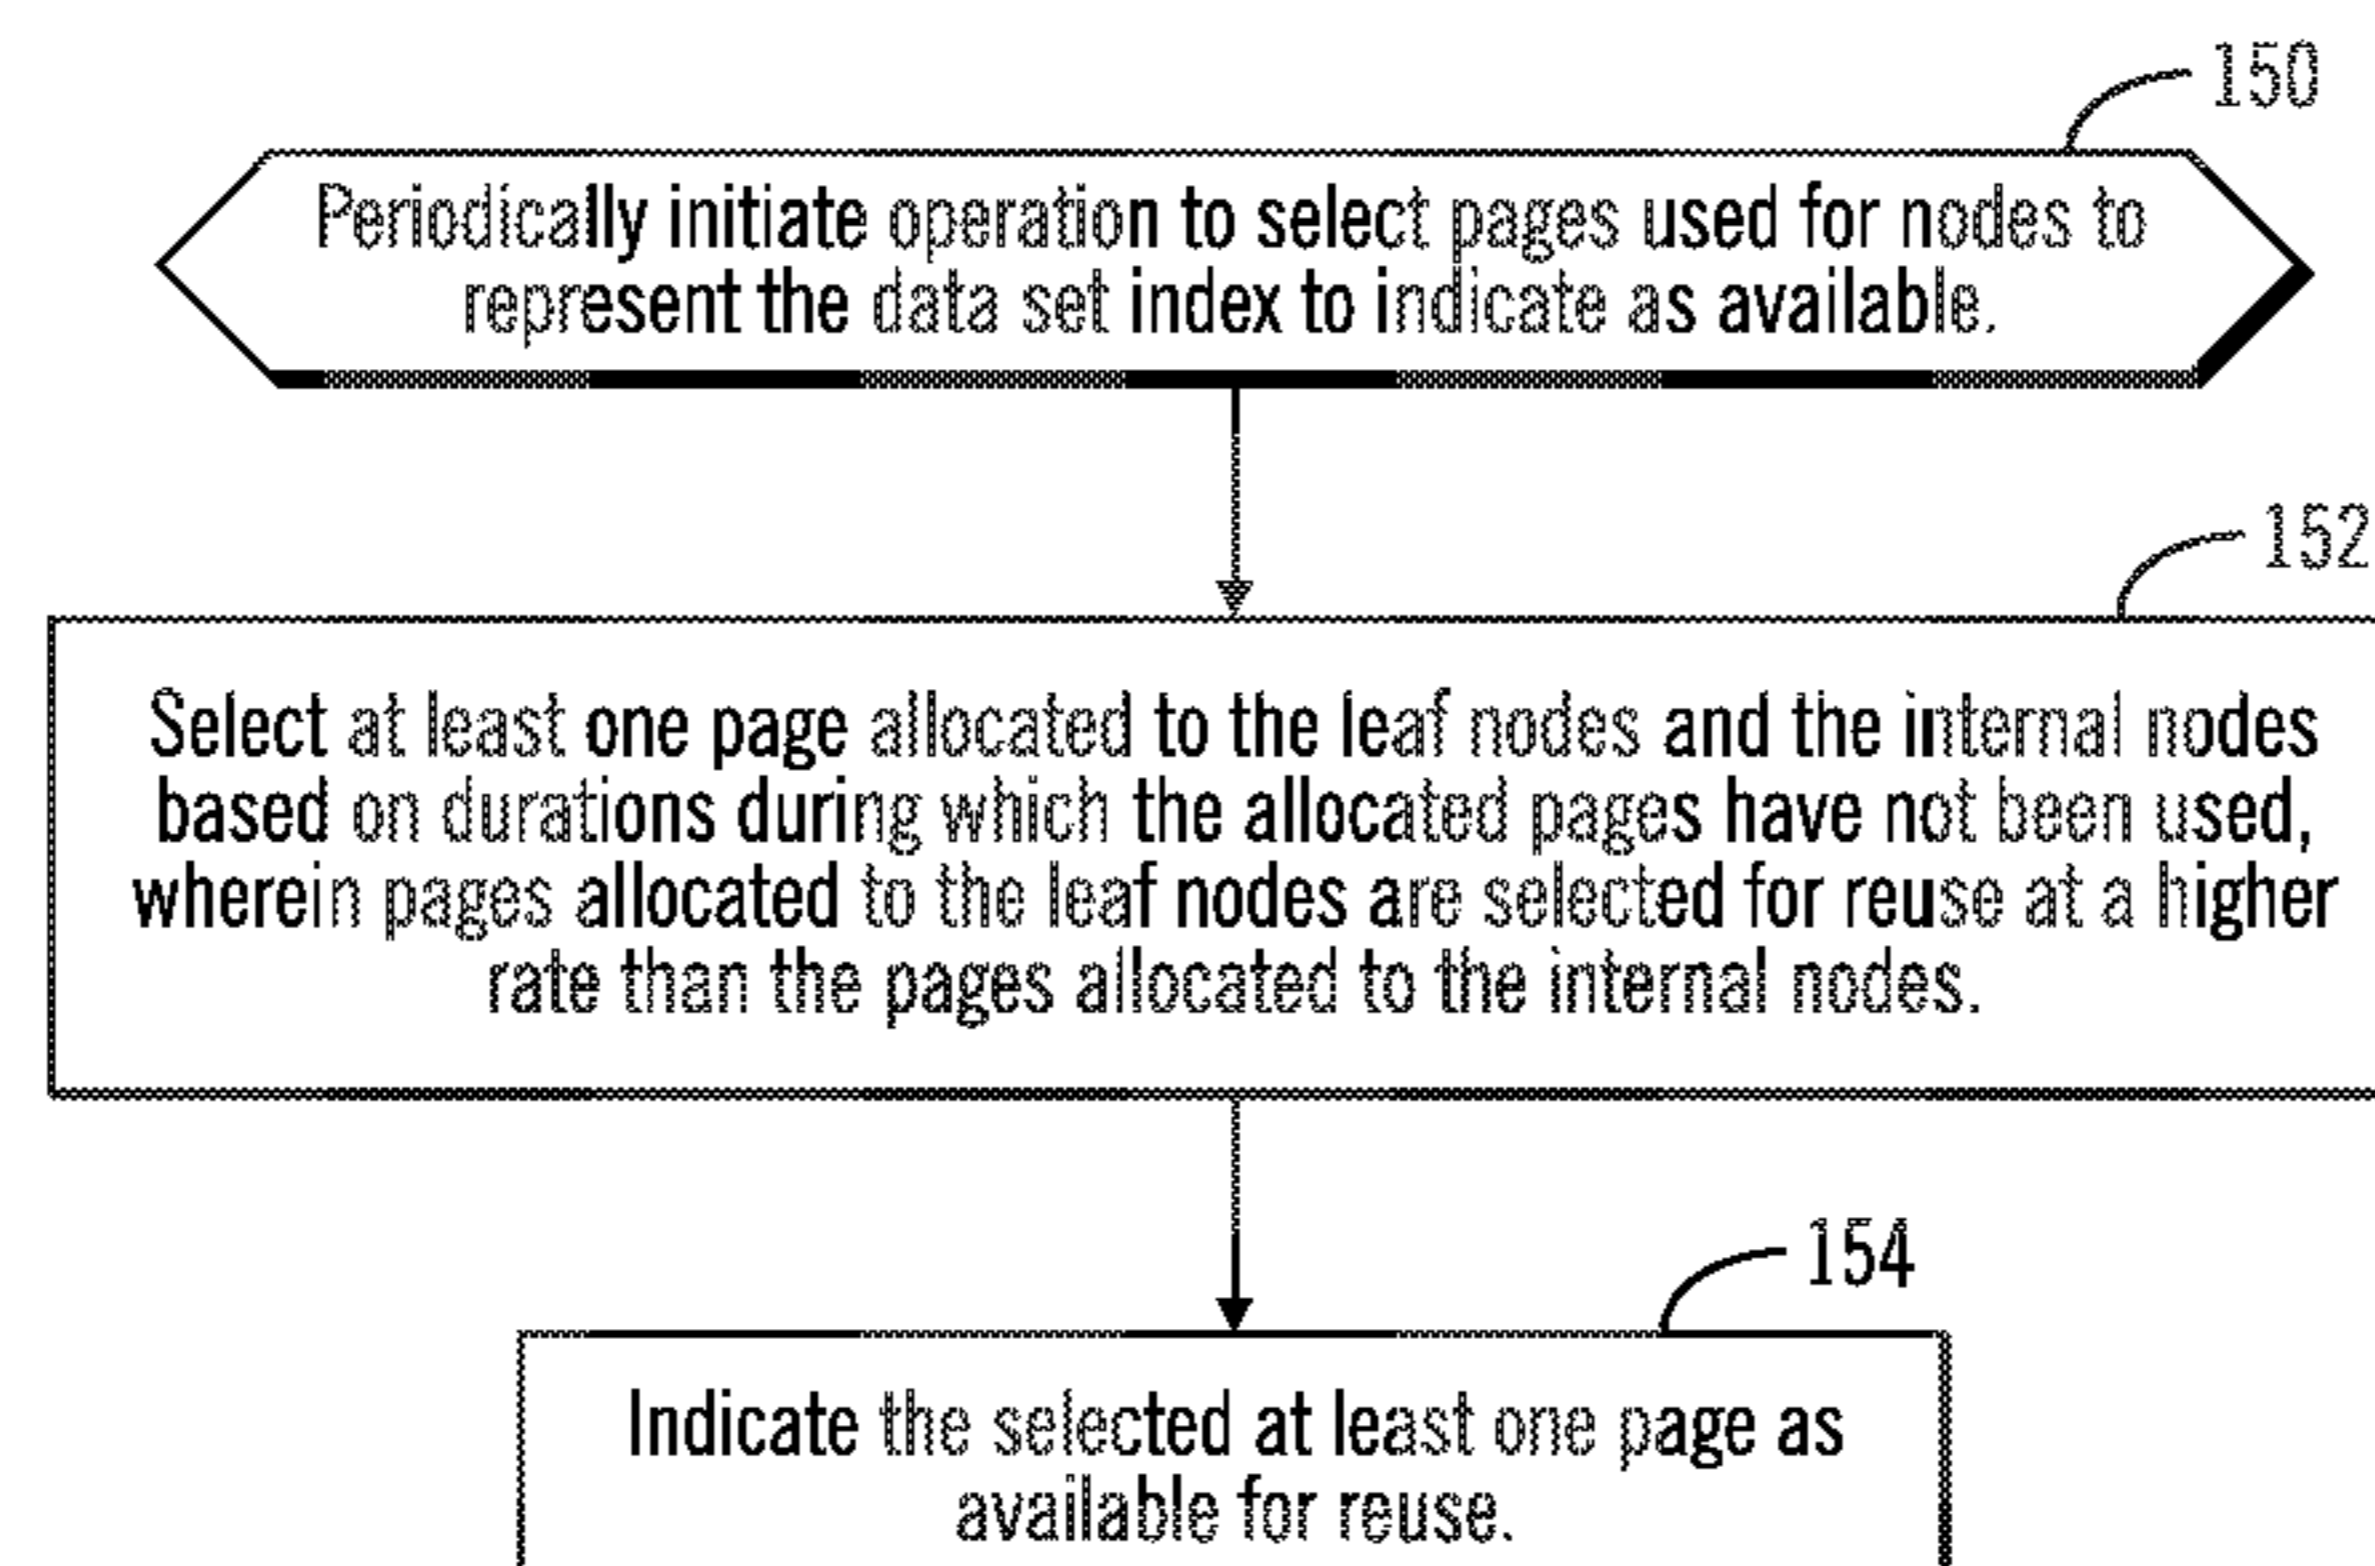 150
Periodically initiate operation to select pages used for nodes to
represent the data set index to indicate as available.
152
Select at least one page allocated to the leaf nodes and the internal nodes
based on durations during which the allocated pages have not been used,
wherein pages allocated to the leaf nodes are selected for reuse at a higher
rate than the pages allocated to the internal nodes.
154
Indicate the selected at least one page as
available for reuse.